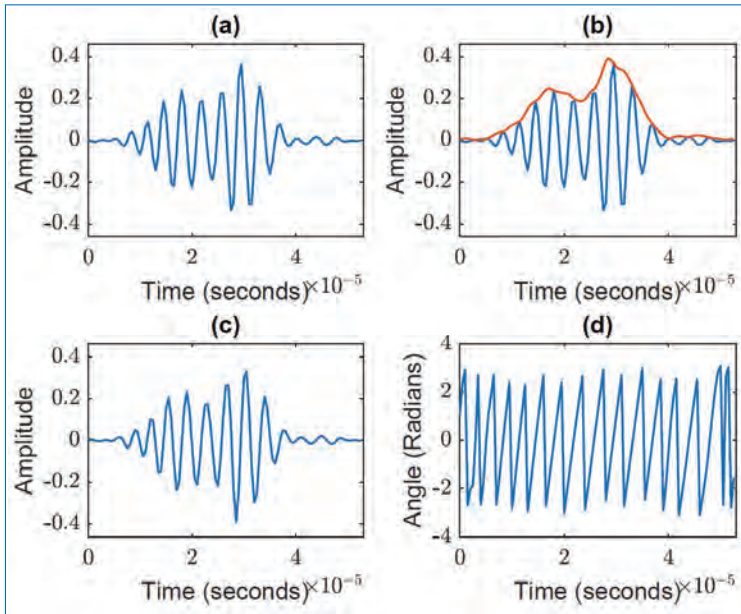 (a)
0.4
0.2
0
-0.2
-0.4
Amplitude
0 2 4
Time (seconds) ×10⁻⁵
(b)
0.4
0.2
0
-0.2
-0.4
Amplitude
0 2 4
Time (seconds) ×10⁻⁵
(c)
0.4
0.2
0
-0.2
-0.4
Amplitude
0 2 4
Time (seconds) ×10⁻⁵
(d)
4
2
0
-2
-4
Angle (Radians)
0 2 4
Time (seconds) ×10⁻⁵